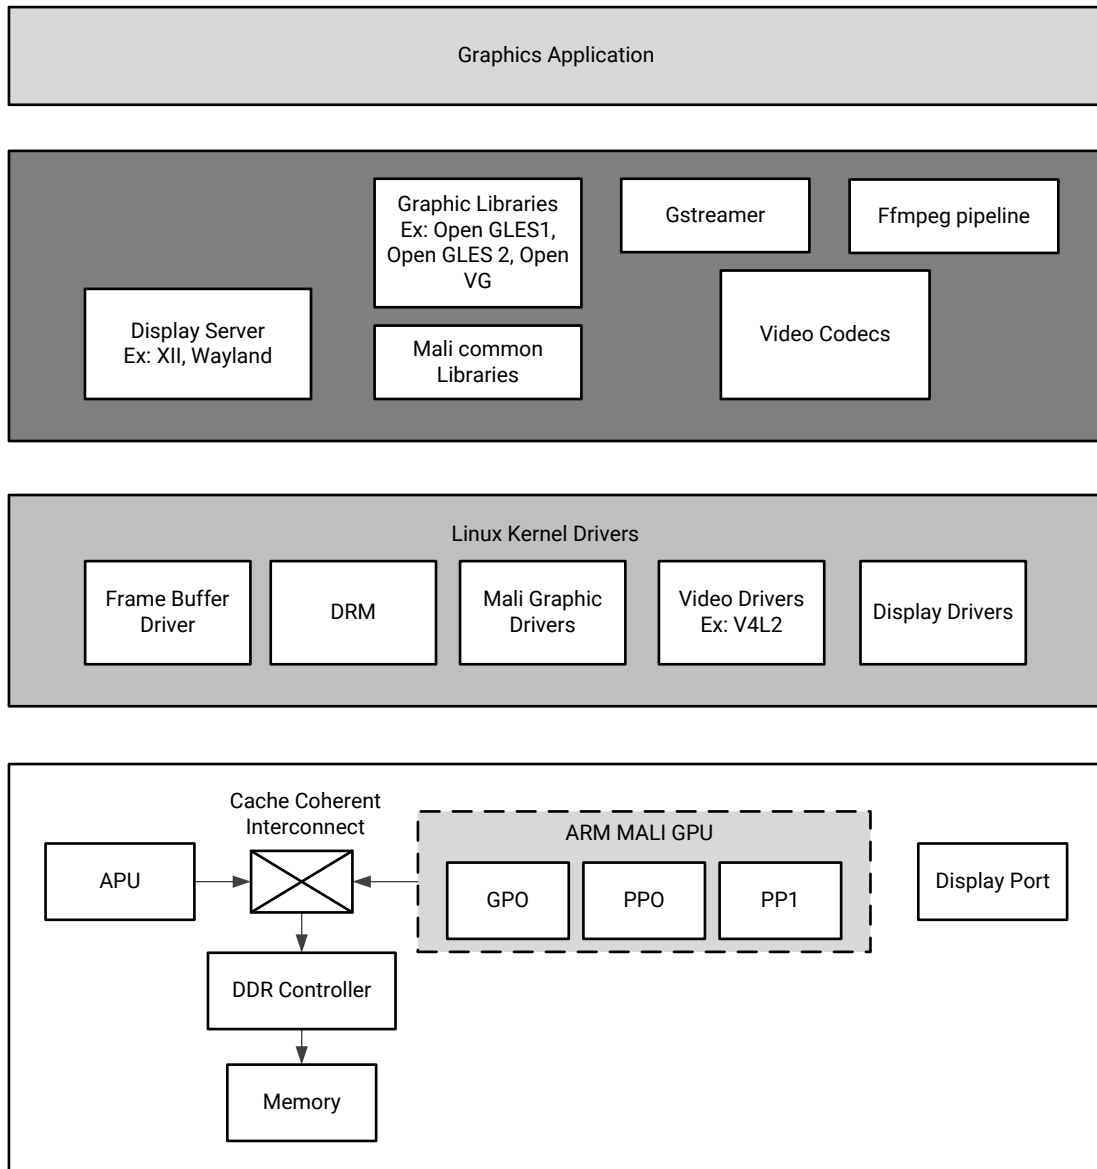 Graphics Application
Graphic Libraries
Ex: Open GLES1,
Open GLES 2, Open
VG
Gstreamer
Ffmpeg pipeline
Display Server
Ex: XII, Wayland
Mali common
Libraries
Video Codecs
Linux Kernel Drivers
Frame Buffer
Driver
DRM
Mali Graphic
Drivers
Video Drivers
Ex: V4L2
Display Drivers
Cache Coherent
Interconnect
ARM MALI GPU
APU
GPO
PPO
PP1
Display Port
DDR Controller
Memory